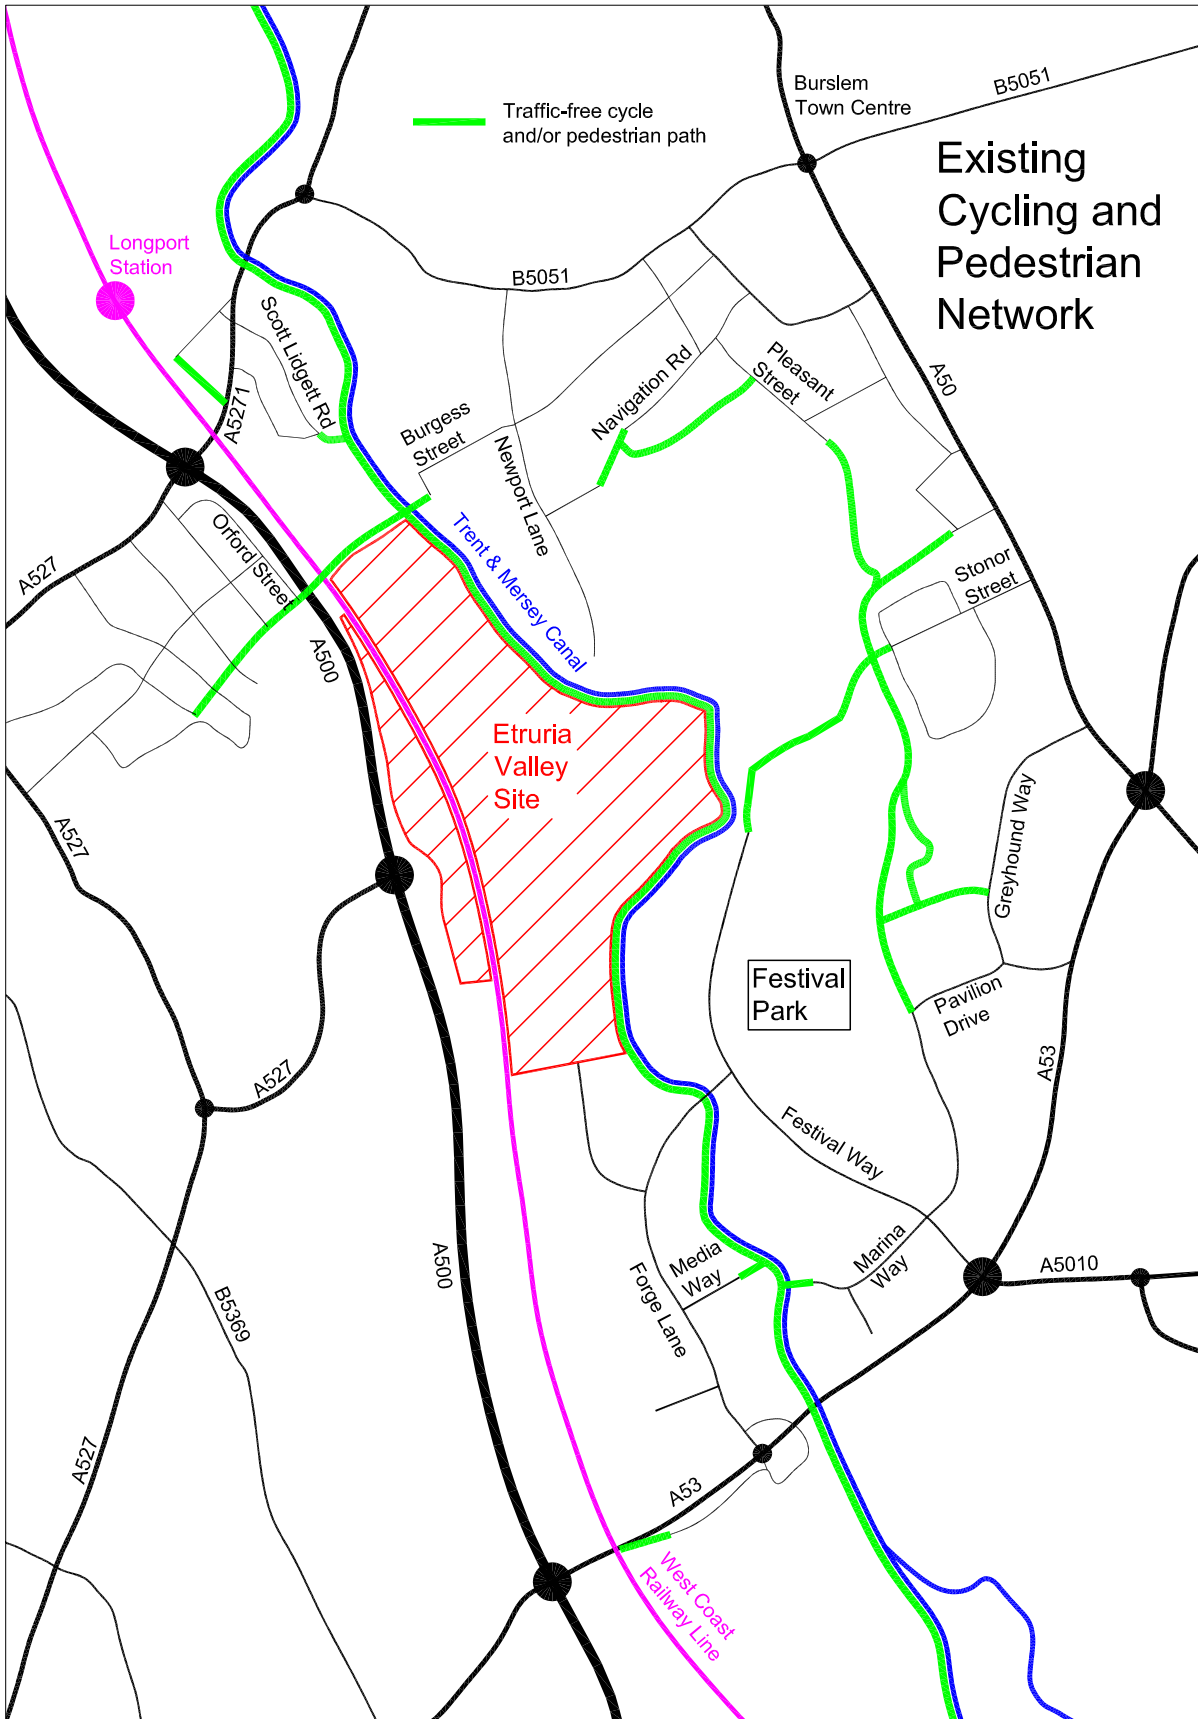 Burslem
Town Centre
B5051
Traffic-free cycle
and/or pedestrian path
Existing
Cycling and
Pedestrian
Network
Longport
Station
B5051
Scott Lidgett Rd
A5271
Burgess
Street
Navigation Rd
Pleasant
Street
A50
Newport Lane
Trent & Mersey Canal
Orford Street
A527
A500
Stonor
Street
Etruria
Valley
Site
A527
Greyhound Way
Festival
Park
Pavilion
Drive
A53
A527
Festival Way
Media
Way
Marina
Way
A5010
A500
Forge Lane
B5369
A527
A53
West Coast
Railway Line